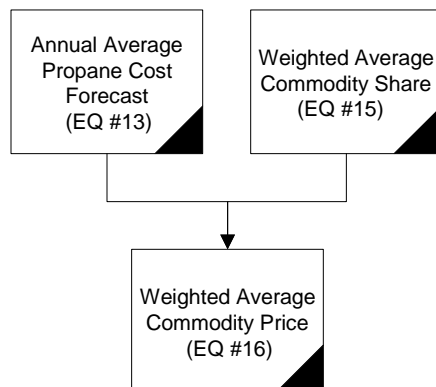 Annual Average
Propane Cost
Forecast
(EQ #13)
Weighted Average
Commodity Share
(EQ #15)
Weighted Average
Commodity Price
(EQ #16)